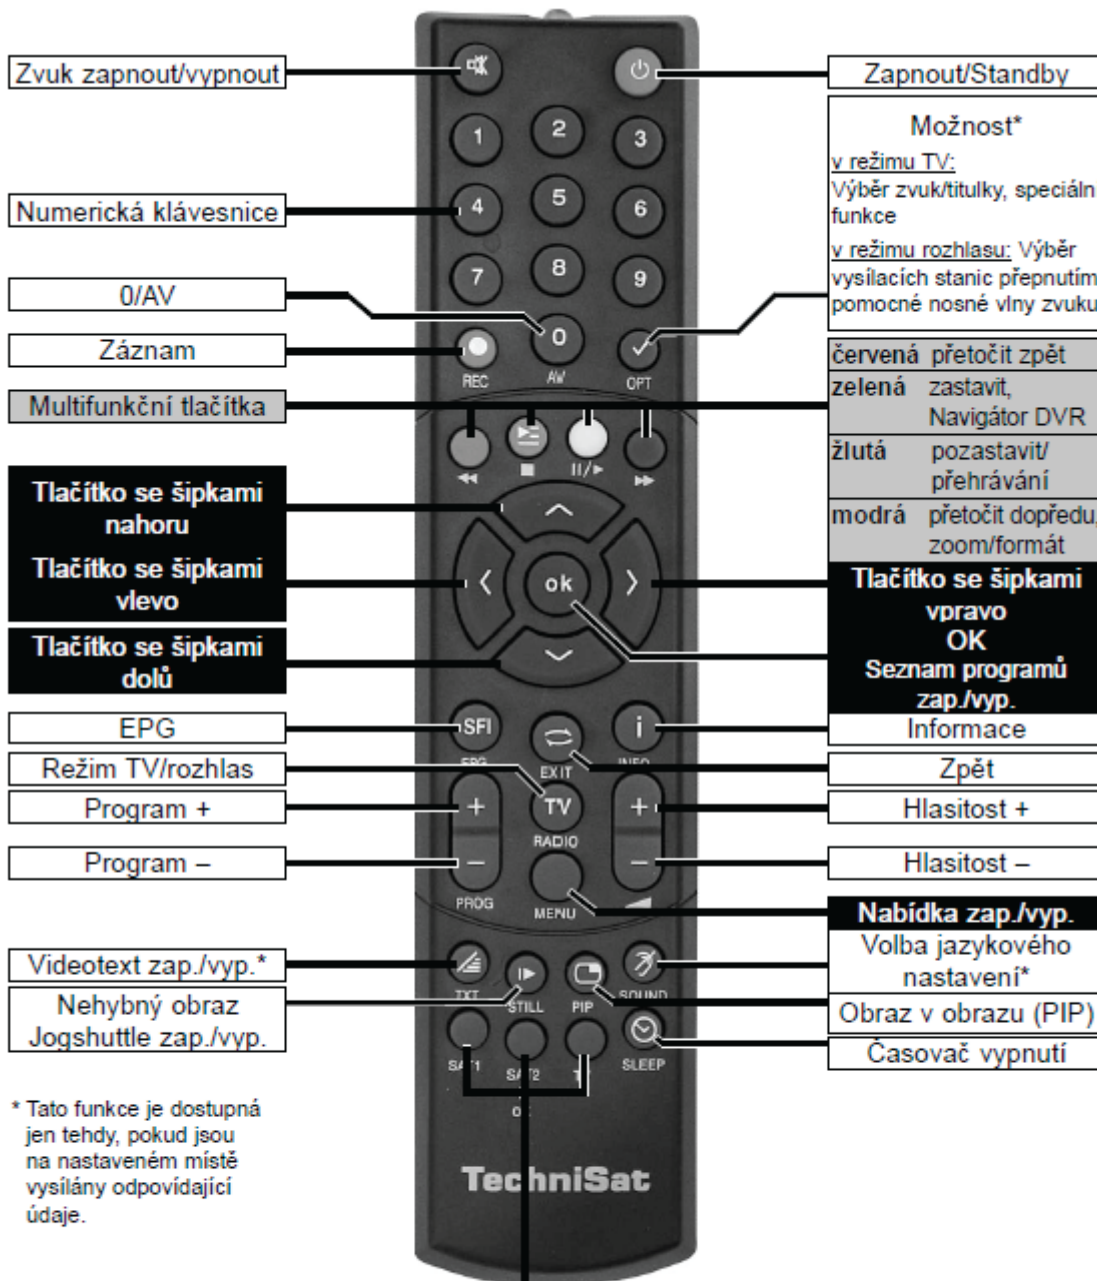 Zvuk zapnout/vypnout
Numerická klávesnice
0/AV
Záznam
Multifunkční tlačítka
Tlačítko se šipkami
nahoru
Tlačítko se šipkami
vlevo
Tlačítko se šipkami
dolů
EPG
Režim TV/rozhlas
Program +
Program –
Videotext zap./vyp.*
Nehybný obraz
Jogshuttle zap./vyp.
* Tato funkce je dostupná
jen tehdy, pokud jsou
na nastaveném místě
vysílány odpovídající
údaje.
1 2 3
4 5 6
7 8 9
0
REC AW OPT
II/►
ok
SFI i
EPG EXIT INFO
+ TV +
RADIO
– –
PROG MENU
TXT STILL PIP SOUND
SAT1 SAT2 TV SLEEP
TechniSat
Zapnout/Standby
Možnost*
v režimu TV:
Výběr zvuk/titulky, speciáln
funkce
v režimu rozhlasu: Výběr
vysílacích stanic přepnutím
pomocné nosné vlny zvuku
červená přetočit zpět
zelená zastavit,
Navigátor DVR
žlutá pozastavit/
přehrávání
modrá přetočit dopředu,
zoom/formát
Tlačítko se šipkami
vpravo
OK
Seznam programů
zap./vyp.
Informace
Zpět
Hlasitost +
Hlasitost –
Nabídka zap./vyp.
Volba jazykového
nastavení*
Obraz v obrazu (PIP)
Časovač vypnutí